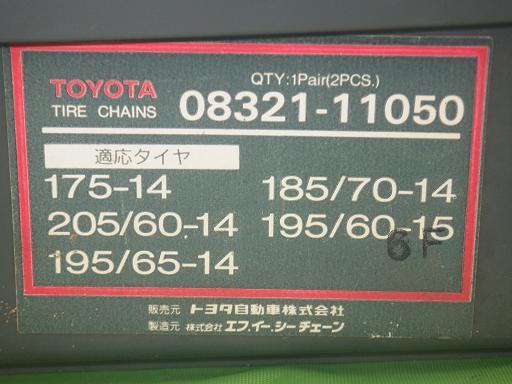 TOYOTA
TIRE CHAINS
QTY:1Pair(2PCS.)
08321-11050
適応タイヤ
175-14 185/70-14
205/60-14 195/60-15
195/65-14
6F
販売元 トヨタ自動車株式会社
製造元 株式会社 エフ.イー.シーチェーン